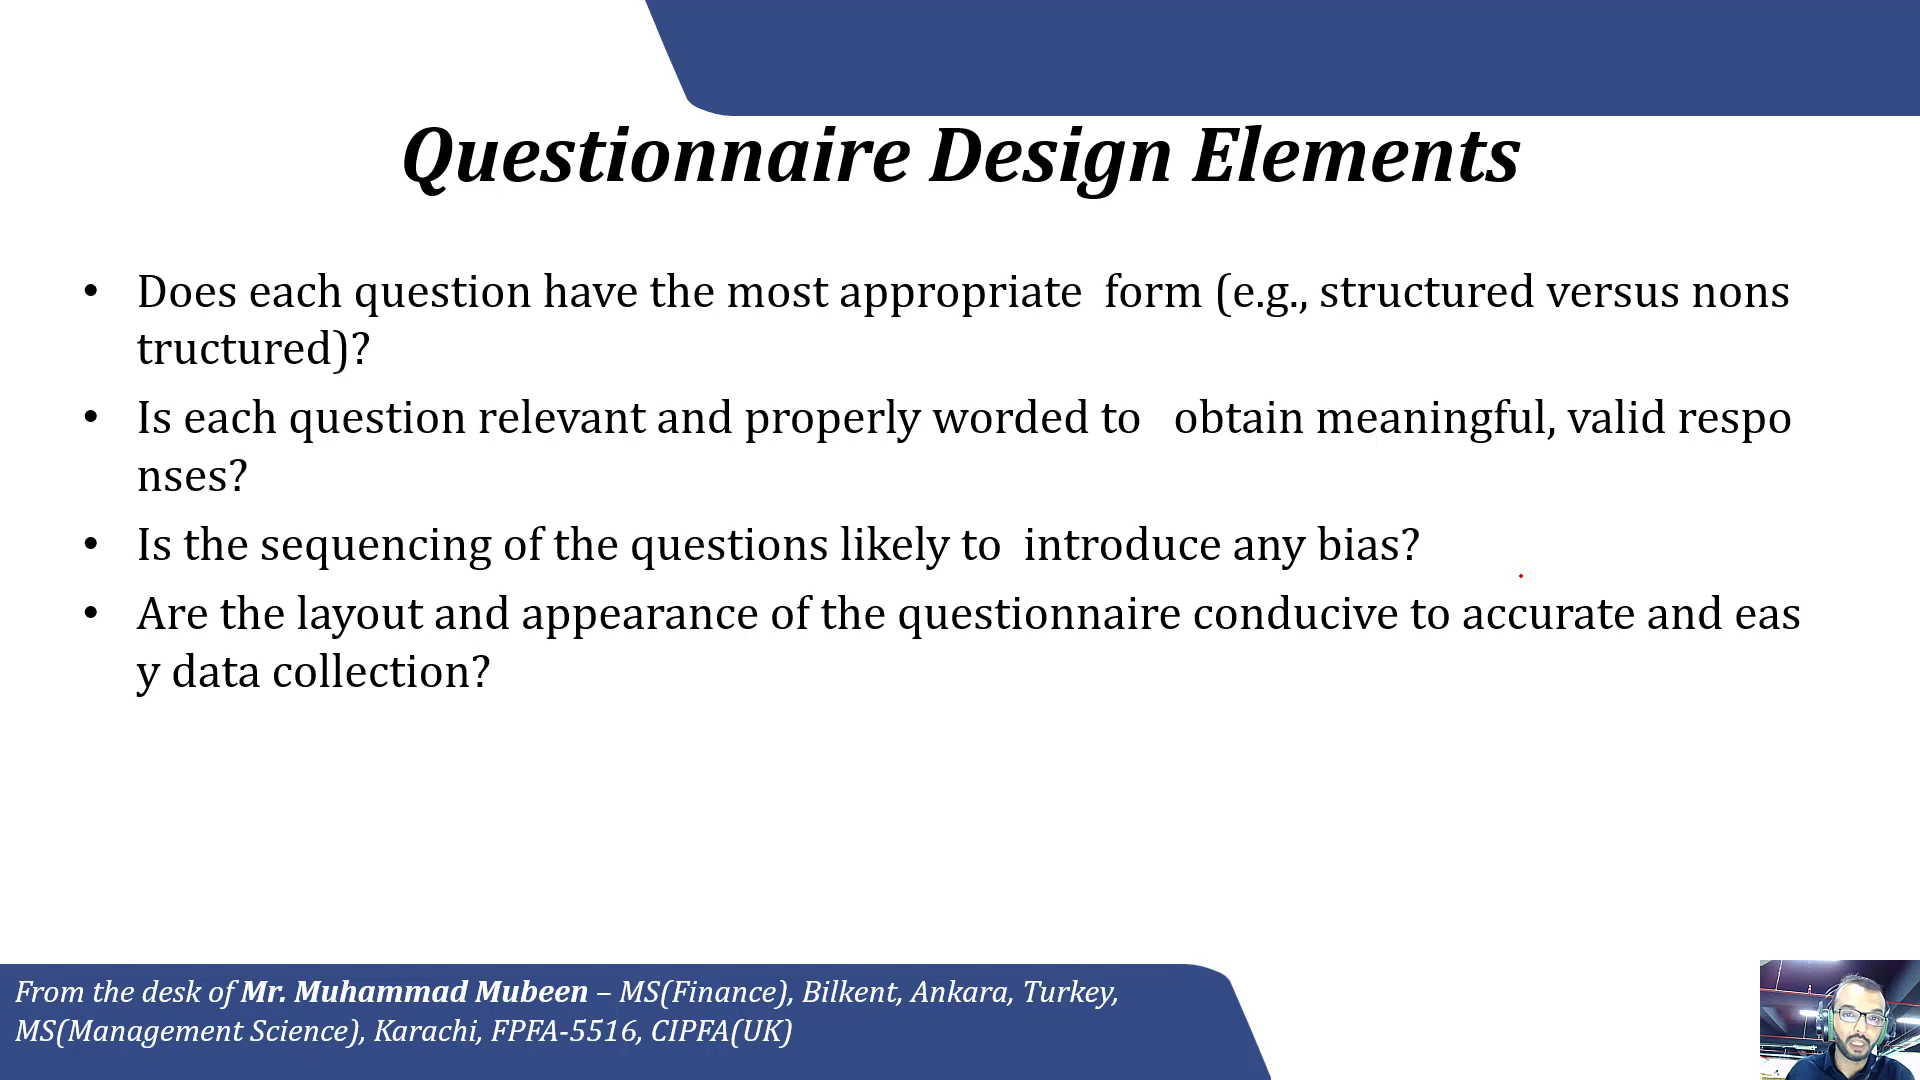 Questionnaire Design Elements
• Does each question have the most appropriate  form (e.g., structured versus nons
tructured)?
• Is each question relevant and properly worded to   obtain meaningful, valid respo
nses?
• Is the sequencing of the questions likely to  introduce any bias?
• Are the layout and appearance of the questionnaire conducive to accurate and eas
y data collection?
From the desk of Mr. Muhammad Mubeen – MS(Finance), Bilkent, Ankara, Turkey,
MS(Management Science), Karachi, FPFA-5516, CIPFA(UK)